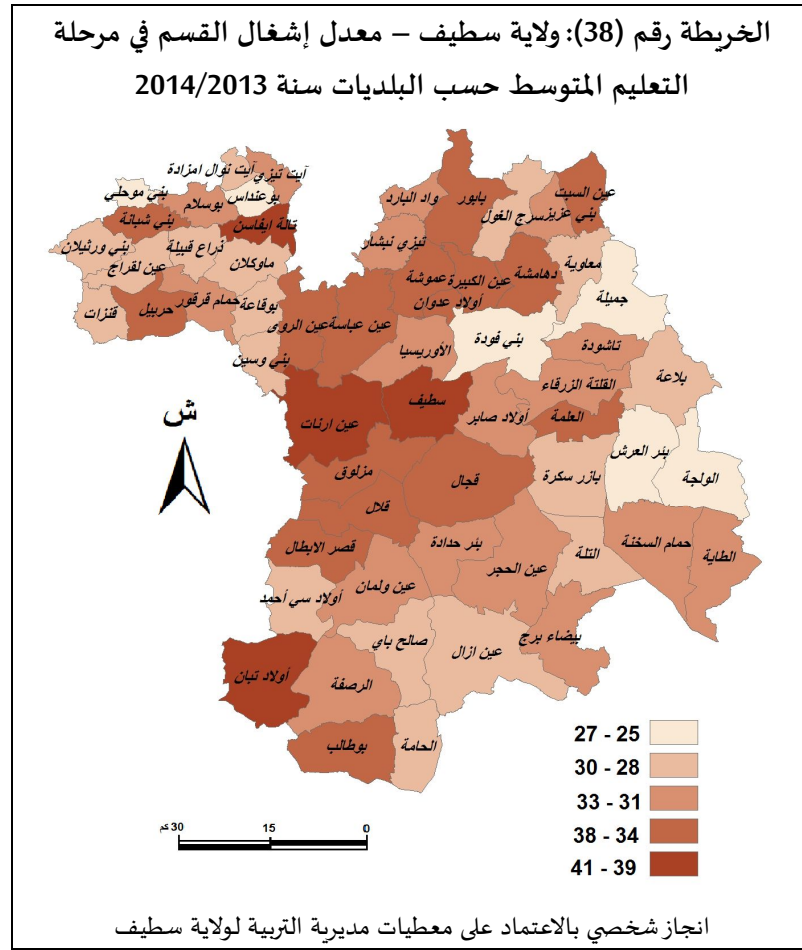 الخريطة رقم (38): ولاية سطيف – معدل إشغال القسم في مرحلة
التعليم المتوسط حسب البلديات سنة 2014/2013
آيت نوال امزادة
آيت تيزي
بني موحلي
بوسلام
بوعنداس
بني شبانة
تالة ايفاسن
بني ورثيلان
ذراع قبيلة
عين لقراج
ماوكلان
قنزات
حربيل
حمام قرقور
بوقاعة
بني وسين
واد البارد
بابور
سرج الغول
عين السبت
بني عزيز
تيزي نبشار
عموشة
عين الكبيرة
دهامشة
معاوية
أولاد عدوان
جميلة
عين الروى
عين عباسة
الأوريسيا
بني فودة
تاشودة
بلاعة
القلتة الزرقاء
سطيف
أولاد صابر
العلمة
عين ارنات
بئر العرش
الولجة
مزلوق
قجال
بازر سكرة
قلال
قصر الابطال
بئر حدادة
عين الحجر
التلة
حمام السخنة
الطاية
أولاد سي أحمد
عين ولمان
صالح باي
عين ازال
بيضاء برج
أولاد تبان
الرصفة
بوطالب
الحامة
ش
27 - 25
30 - 28
33 - 31
38 - 34
41 - 39
30 كم 15 0
انجاز شخصي بالاعتماد على معطيات مديرية التربية لولاية سطيف